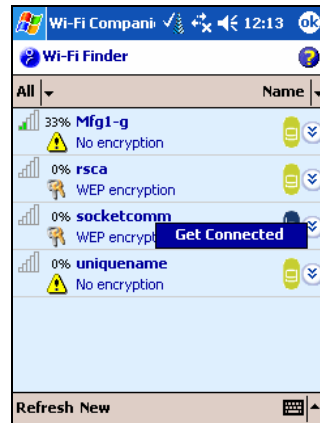 Wi-Fi Compani 12:13 ok
Wi-Fi Finder ?
All Name
33% Mfg1-g
No encryption
0% rsca
WEP encryption
0% socketcomm
WEP encrypt Get Connected
0% uniquename
No encryption
Refresh New